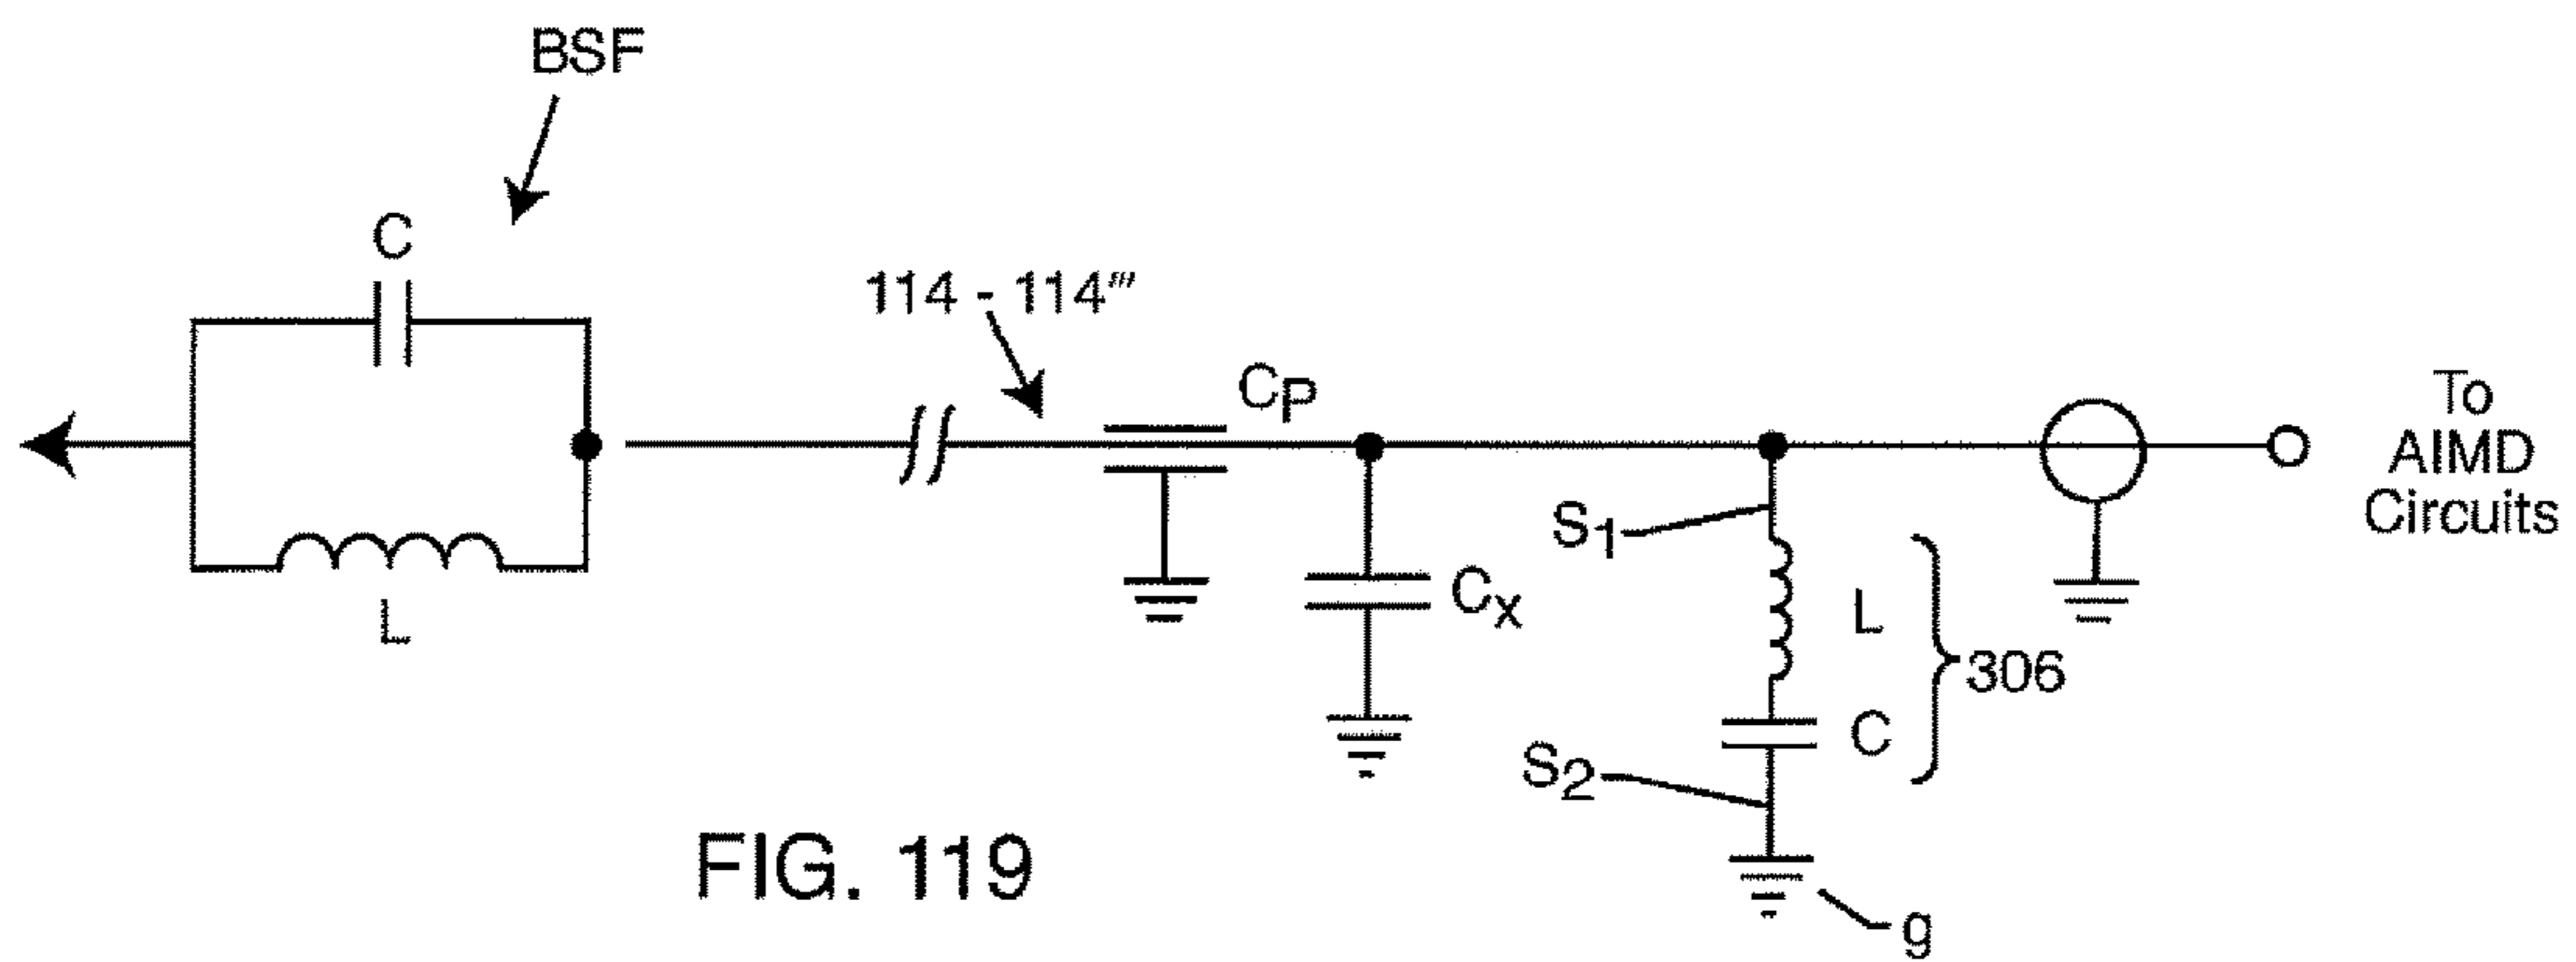 BSF
C
L
114 - 114‴
CP
CX
S1
L
C
306
S2
g
To
AIMD
Circuits
FIG. 119